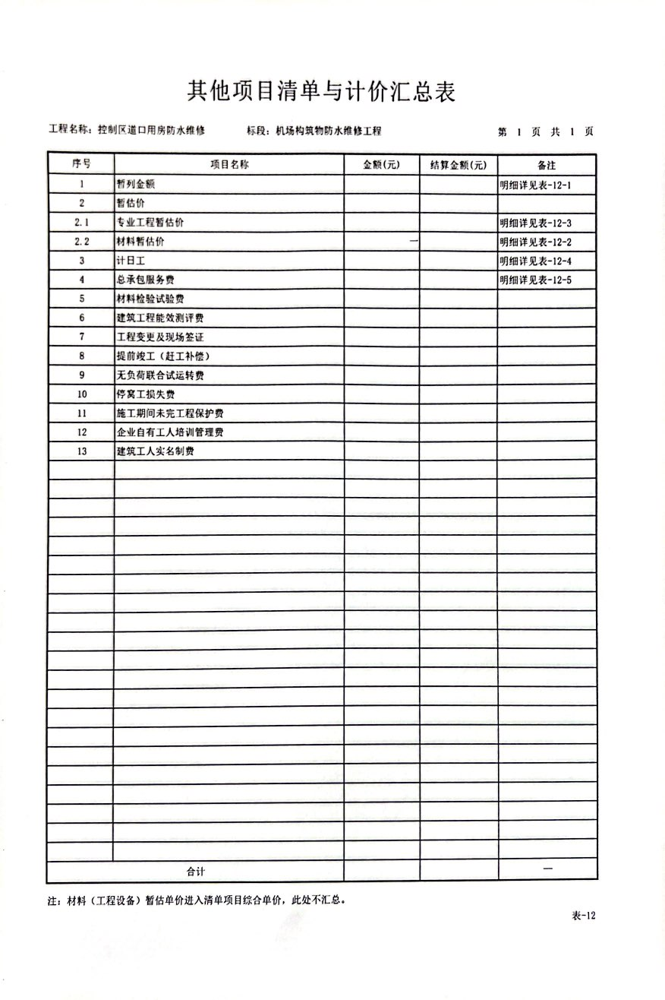 其他项目清单与计价汇总表
工程名称：控制区道口用房防水维修 标段：机场构筑物防水维修工程 第 1 页 共 1 页
序号 项目名称 金额(元) 结算金额(元) 备注
1 暂列金额 明细详见表-12-1
2 暂估价
2.1 专业工程暂估价 明细详见表-12-3
2.2 材料暂估价 — 明细详见表-12-2
3 计日工 明细详见表-12-4
4 总承包服务费 明细详见表-12-5
5 材料检验试验费
6 建筑工程能效测评费
7 工程变更及现场签证
8 提前竣工（赶工补偿）
9 无负荷联合试运转费
10 停窝工损失费
11 施工期间未完工程保护费
12 企业自有工人培训管理费
13 建筑工人实名制费
合计 —
注：材料（工程设备）暂估单价进入清单项目综合单价，此处不汇总。
表-12